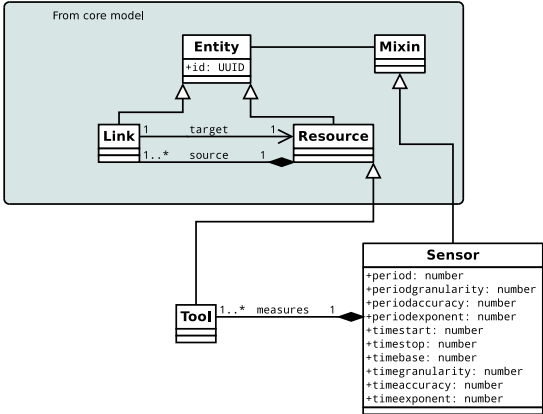 From core model
Entity
+id: UUID
Mixin
Link
1 target 1
Resource
1..* source 1
Sensor
+period: number
+periodgranularity: number
+periodaccuracy: number
+periodexponent: number
+timestart: number
+timestop: number
+timebase: number
+timegranularity: number
+timeaccuracy: number
+timeexponent: number
Tool
1..* measures 1